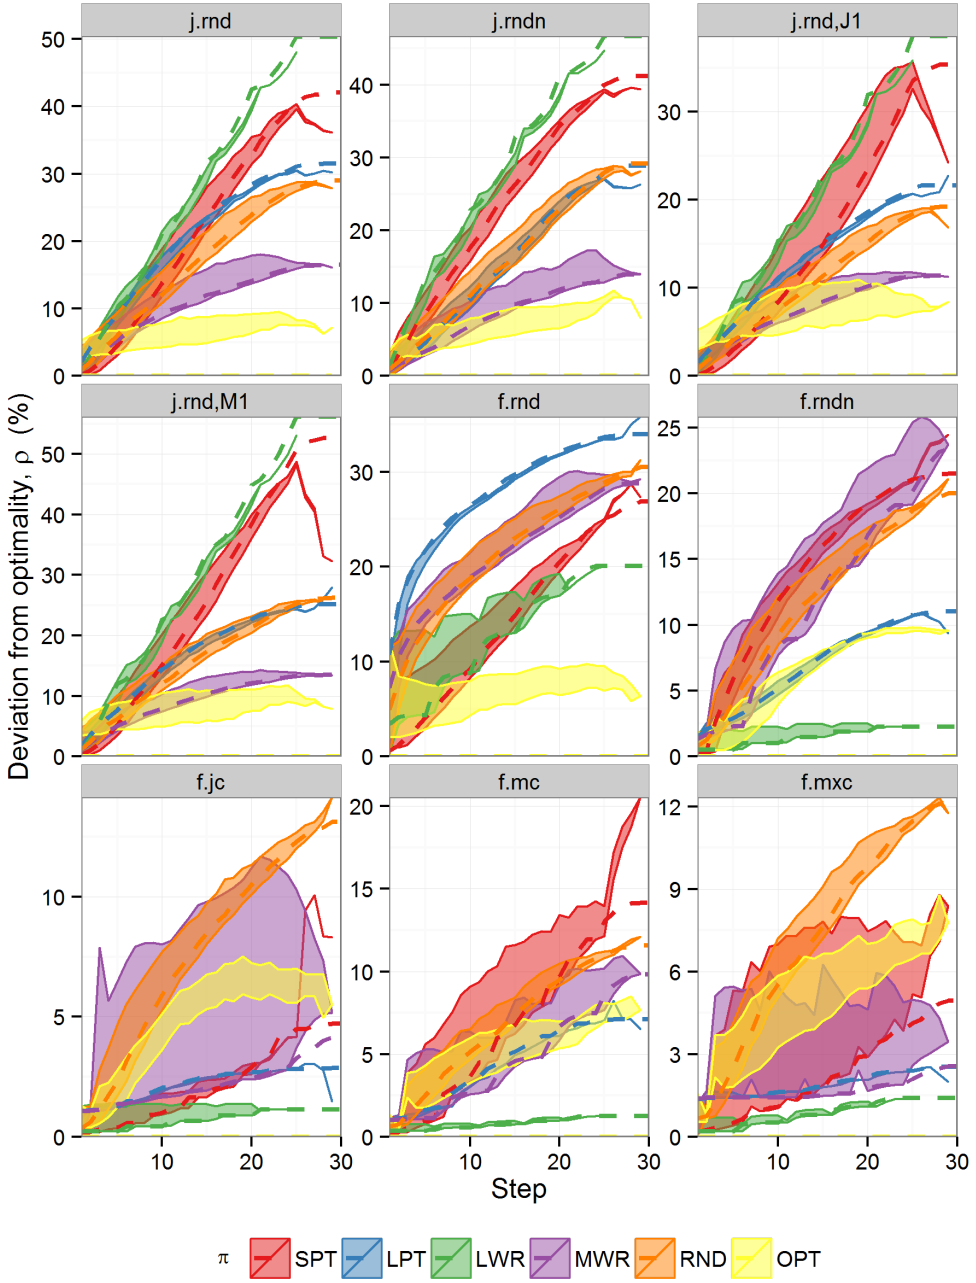 j.rnd
j.rndn
j.rnd,J1
50
40
30
20
10
0
40
30
20
10
0
30
20
10
0
j.rnd,M1
f.rnd
f.rndn
50
40
30
20
10
0
30
20
10
0
25
20
15
10
5
0
f.jc
f.mc
f.mxc
10
5
0
20
15
10
5
0
12
9
6
3
0
10 20 30
10 20 30
10 20 30
Deviation from optimality, ρ (%)
Step
π SPT LPT LWR MWR RND OPT